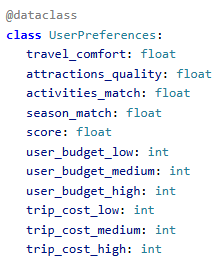 @dataclass
class UserPreferences:
    travel_comfort: float
    attractions_quality: float
    activities_match: float
    season_match: float
    score: float
    user_budget_low: int
    user_budget_medium: int
    user_budget_high: int
    trip_cost_low: int
    trip_cost_medium: int
    trip_cost_high: int